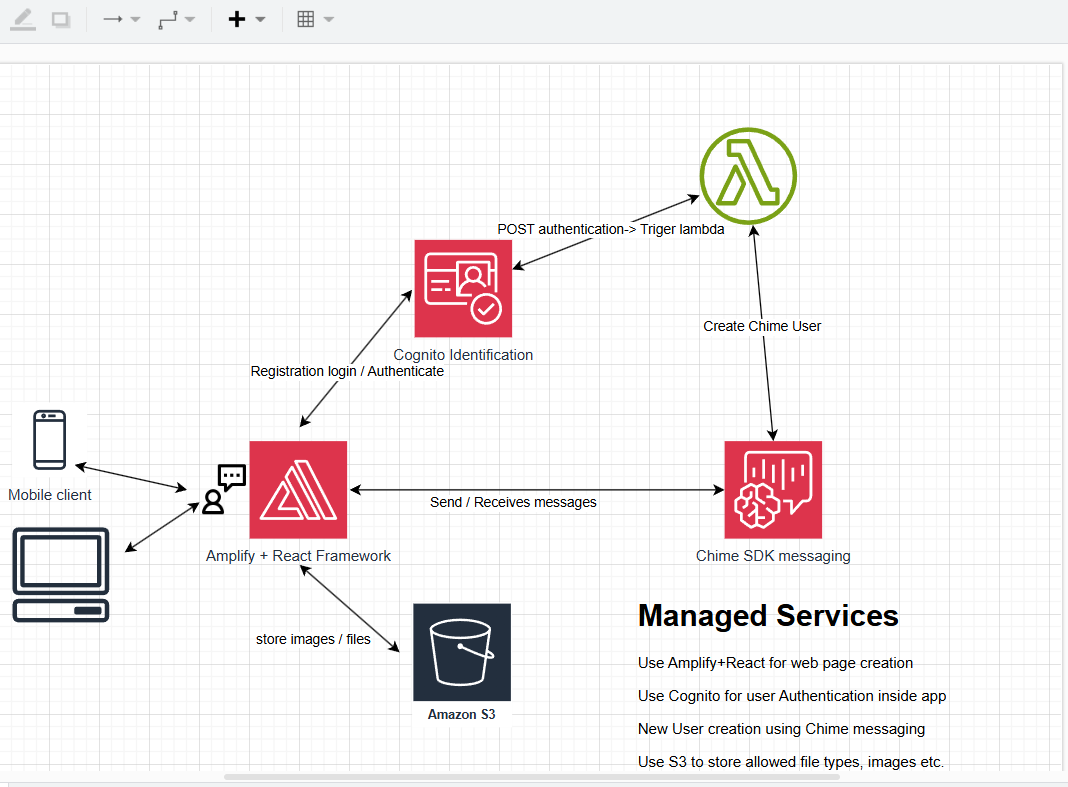 POST authentication-> Triger lambda
Create Chime User
Cognito Identification
Registration login / Authenticate
Mobile client
Send / Receives messages
Amplify + React Framework
Chime SDK messaging
store images / files
Amazon S3
Managed Services
Use Amplify+React for web page creation
Use Cognito for user Authentication inside app
New User creation using Chime messaging
Use S3 to store allowed file types, images etc.